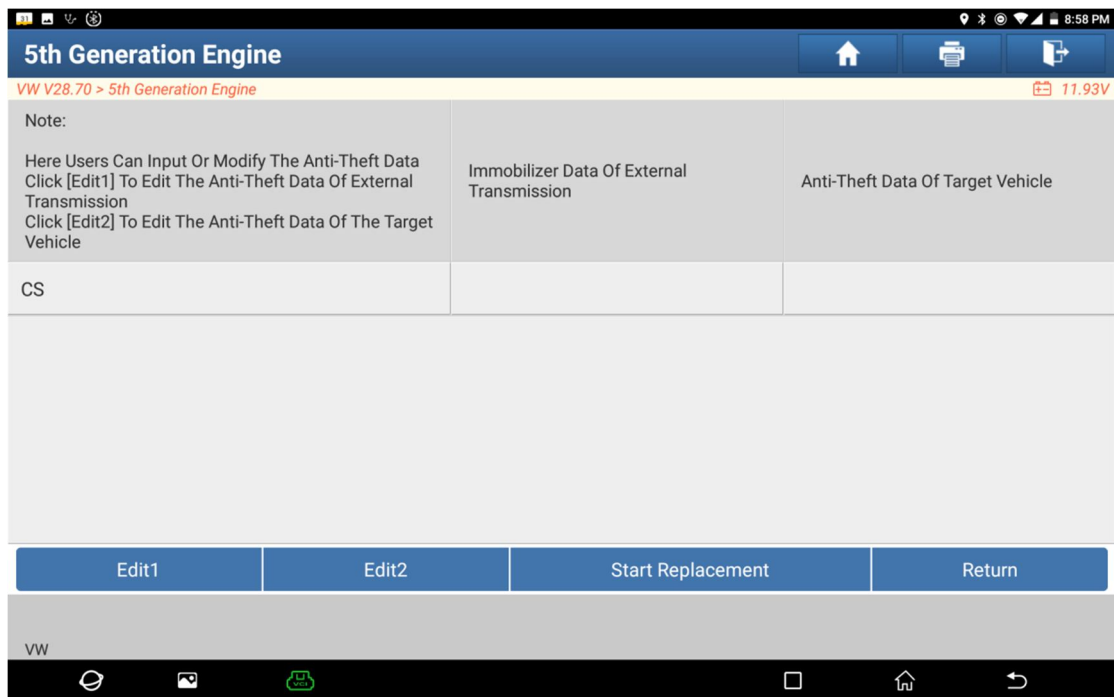 31
8:58 PM
5th Generation Engine
VW V28.70 > 5th Generation Engine
11.93V
Note:
Here Users Can Input Or Modify The Anti-Theft Data
Click [Edit1] To Edit The Anti-Theft Data Of External
Transmission
Click [Edit2] To Edit The Anti-Theft Data Of The Target
Vehicle
Immobilizer Data Of External
Transmission
Anti-Theft Data Of Target Vehicle
CS
Edit1
Edit2
Start Replacement
Return
VW
VCI